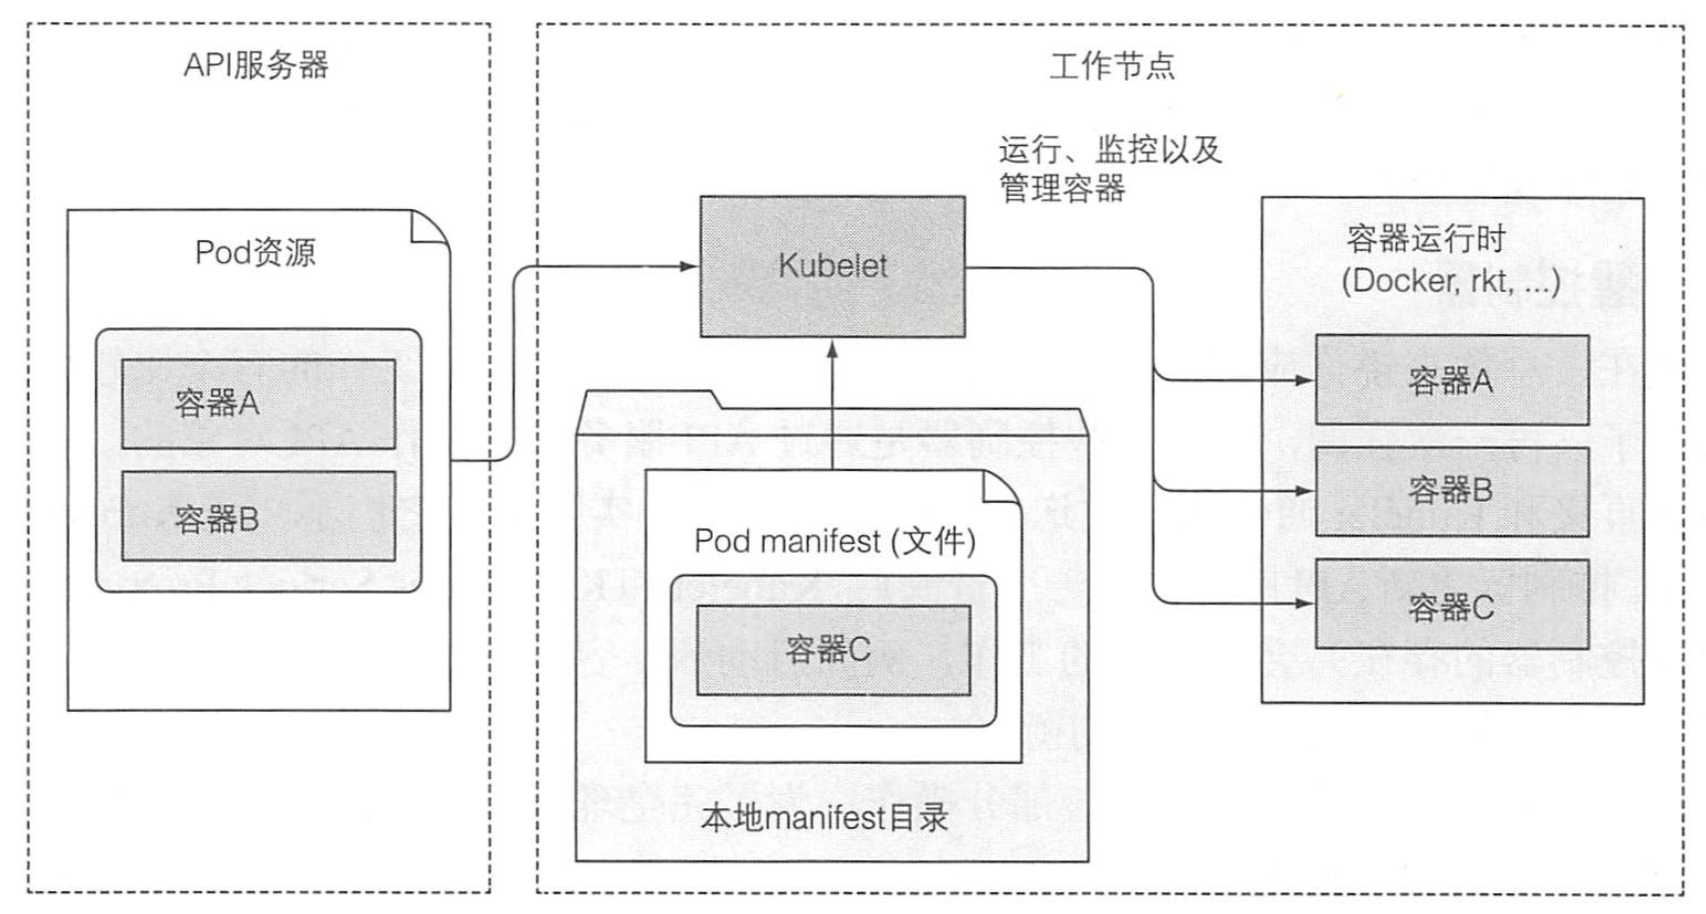 API服务器
Pod资源
容器A
容器B
工作节点
运行、监控以及
管理容器
Kubelet
Pod manifest (文件)
容器C
本地manifest目录
容器运行时
(Docker, rkt, ...)
容器A
容器B
容器C